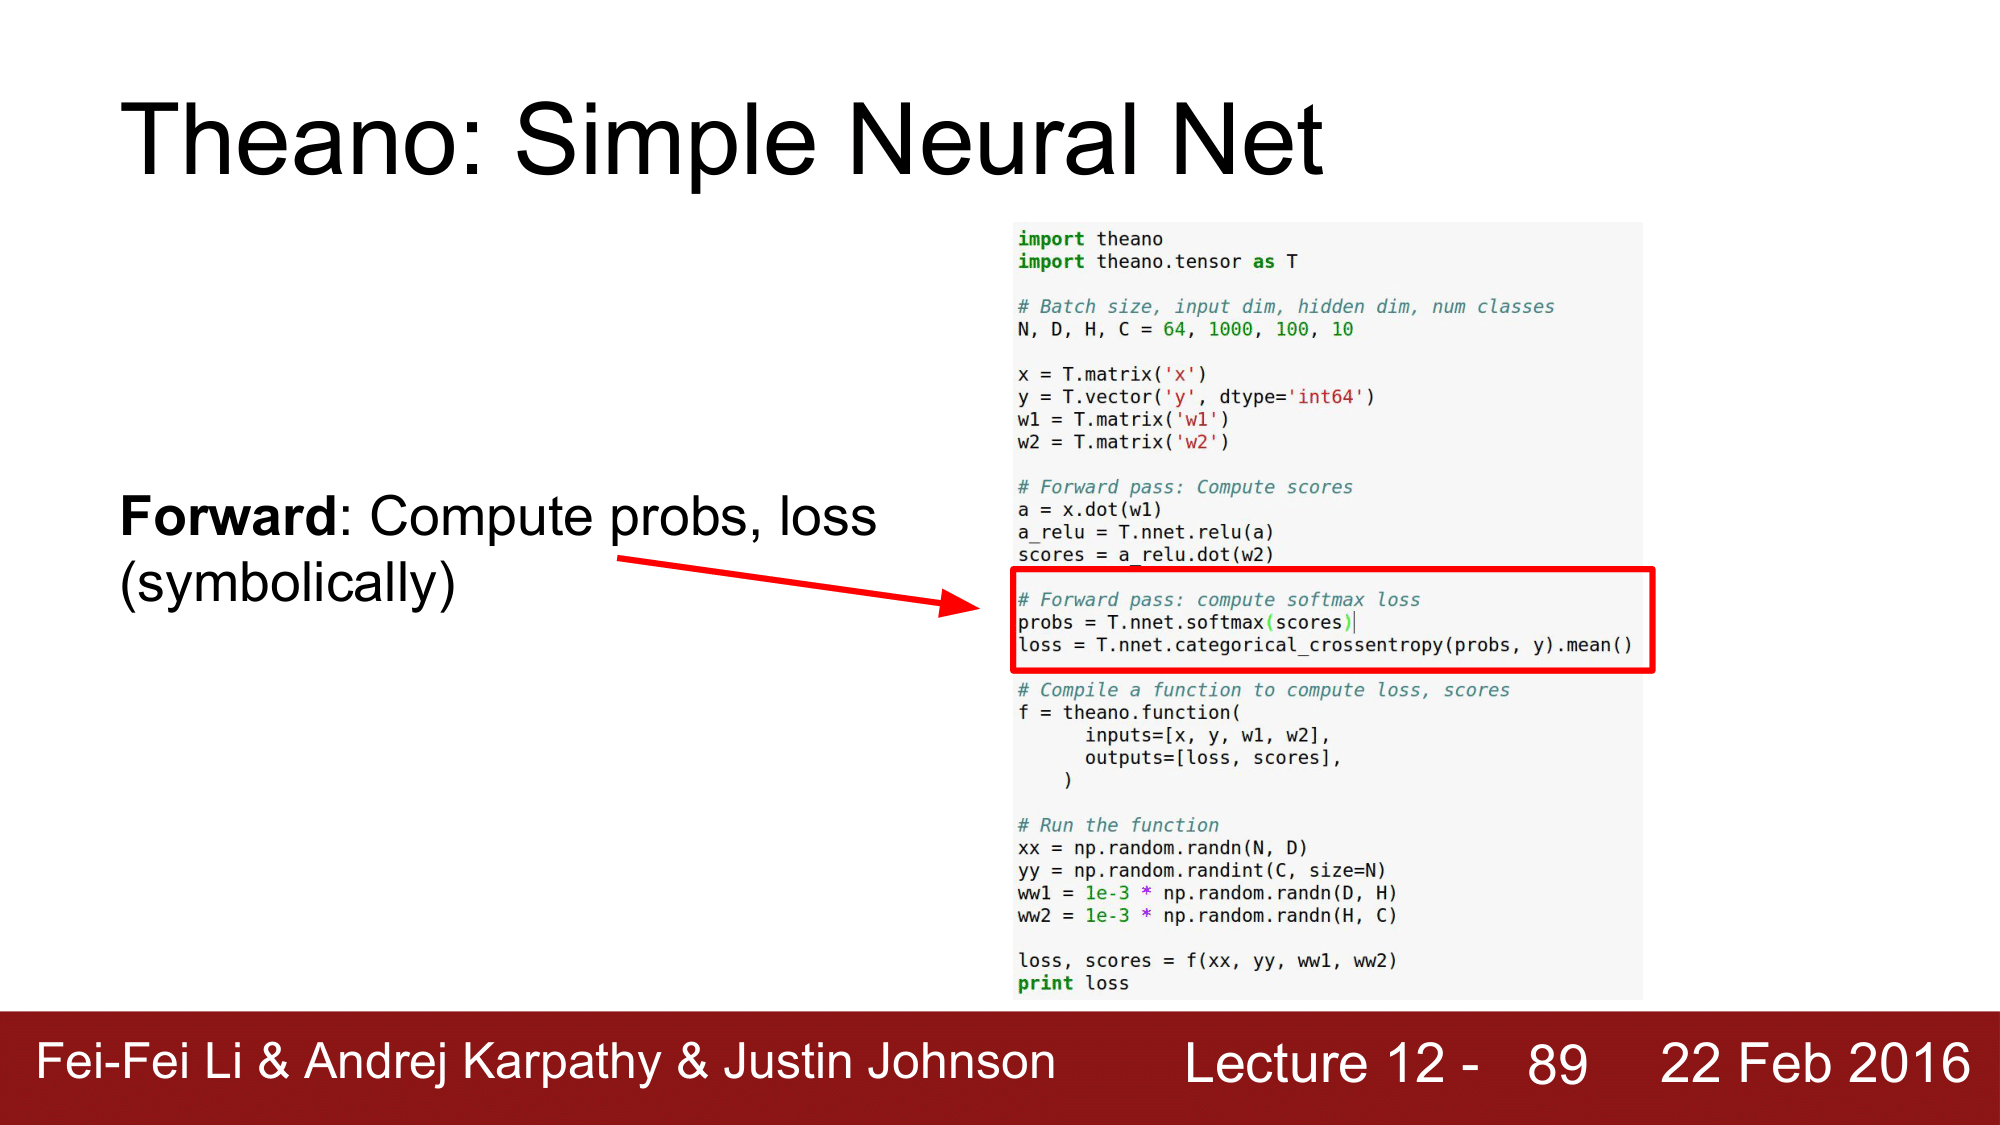 Theano: Simple Neural Net
Forward: Compute probs, loss
(symbolically)
import theano
import theano.tensor as T
# Batch size, input dim, hidden dim, num classes
N, D, H, C = 64, 1000, 100, 10
x = T.matrix('x')
y = T.vector('y', dtype='int64')
w1 = T.matrix('w1')
w2 = T.matrix('w2')
# Forward pass: Compute scores
a = x.dot(w1)
a_relu = T.nnet.relu(a)
scores = a_relu.dot(w2)
# Forward pass: compute softmax loss
probs = T.nnet.softmax(scores)
loss = T.nnet.categorical_crossentropy(probs, y).mean()
# Compile a function to compute loss, scores
f = theano.function(
      inputs=[x, y, w1, w2],
      outputs=[loss, scores],
    )
# Run the function
xx = np.random.randn(N, D)
yy = np.random.randint(C, size=N)
ww1 = 1e-3 * np.random.randn(D, H)
ww2 = 1e-3 * np.random.randn(H, C)
loss, scores = f(xx, yy, ww1, ww2)
print loss
Fei-Fei Li & Andrej Karpathy & Justin Johnson Lecture 12 - 89 22 Feb 2016